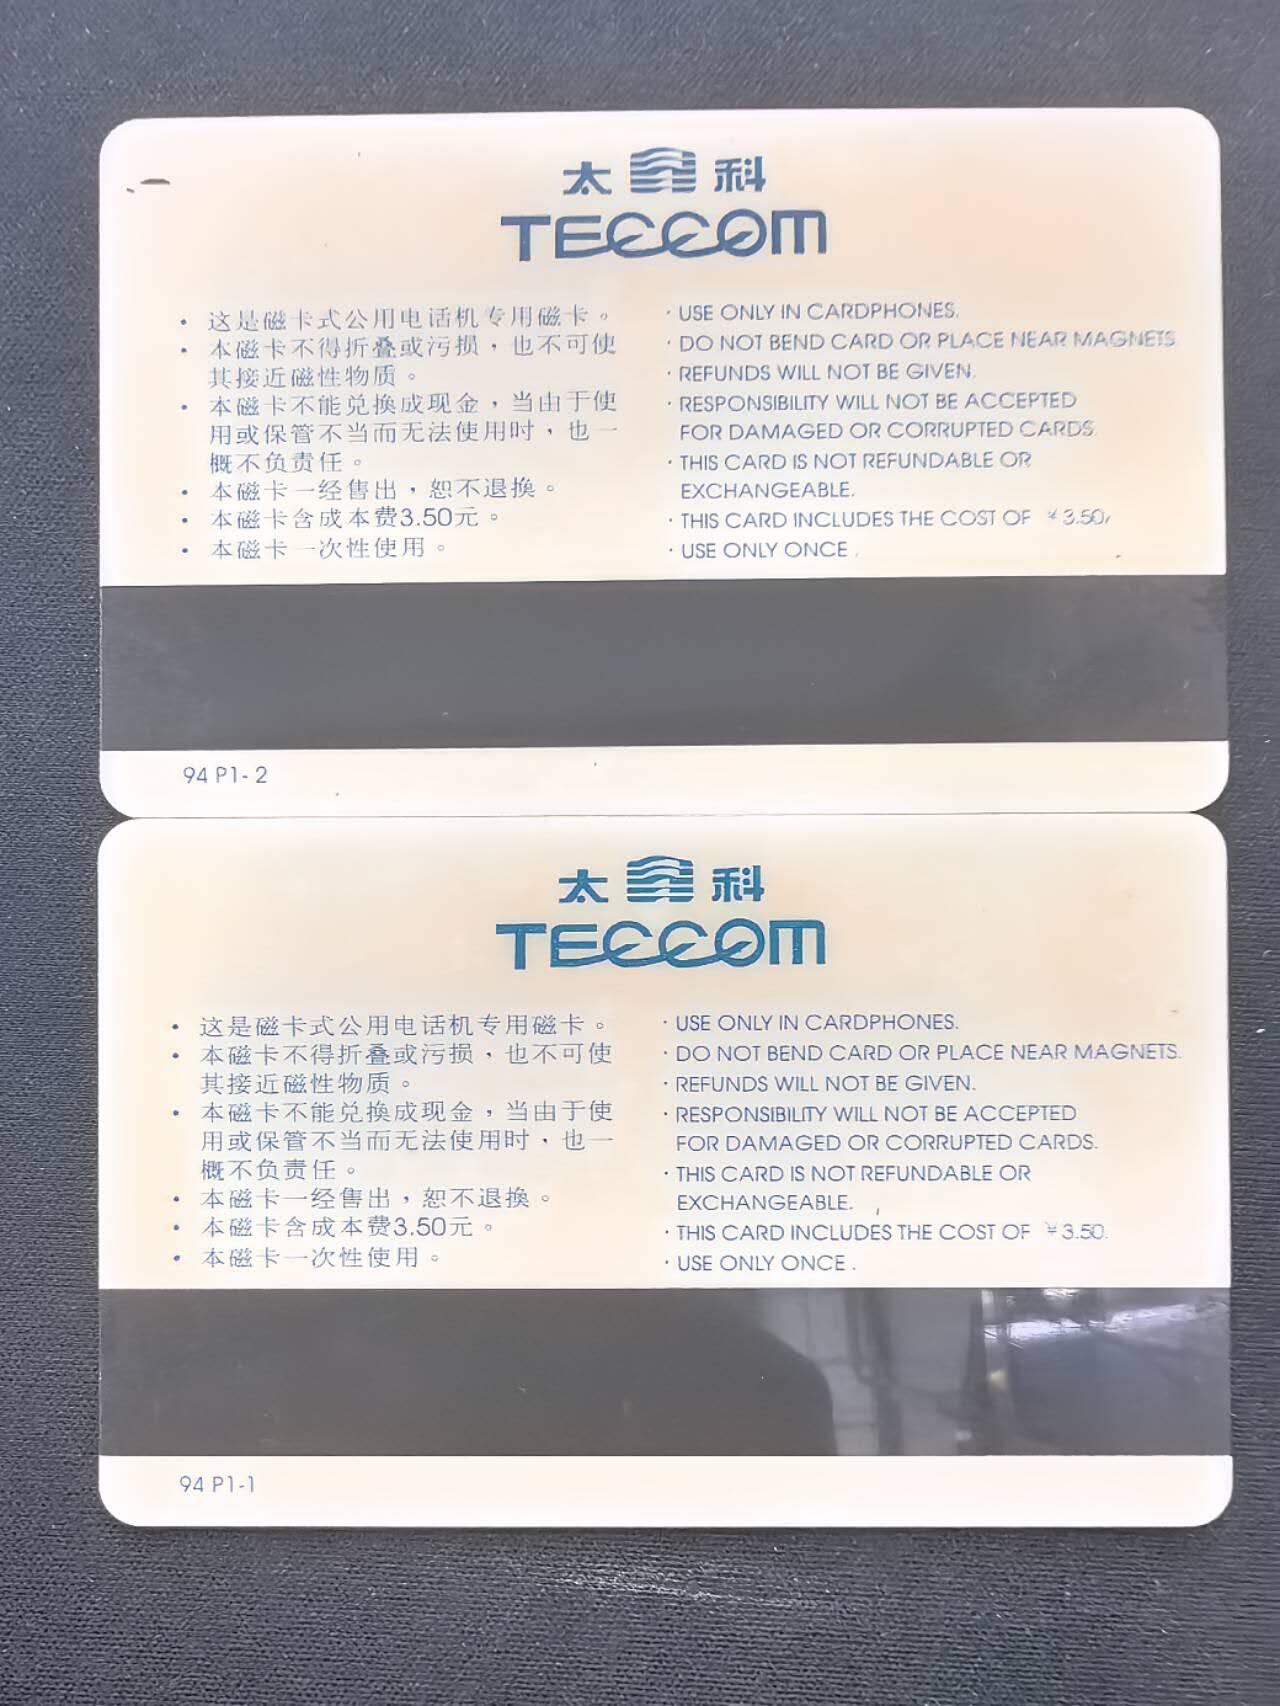 太 科
TECCOM
• 这是磁卡式公用电话机专用磁卡。
• 本磁卡不得折叠或污损，也不可使
其接近磁性物质。
• 本磁卡不能兑换成现金，当由于使
用或保管不当而无法使用时，也一
概不负责任。
• 本磁卡一经售出，恕不退换。
• 本磁卡含成本费3.50元。
• 本磁卡一次性使用。
· USE ONLY IN CARDPHONES.
· DO NOT BEND CARD OR PLACE NEAR MAGNETS.
· REFUNDS WILL NOT BE GIVEN.
· RESPONSIBILITY WILL NOT BE ACCEPTED
FOR DAMAGED OR CORRUPTED CARDS.
· THIS CARD IS NOT REFUNDABLE OR
EXCHANGEABLE.
· THIS CARD INCLUDES THE COST OF ¥3.50.
· USE ONLY ONCE .
94 P1- 2
太 科
TECCOM
• 这是磁卡式公用电话机专用磁卡。
• 本磁卡不得折叠或污损，也不可使
其接近磁性物质。
• 本磁卡不能兑换成现金，当由于使
用或保管不当而无法使用时，也一
概不负责任。
• 本磁卡一经售出，恕不退换。
• 本磁卡含成本费3.50元。
• 本磁卡一次性使用。
· USE ONLY IN CARDPHONES.
· DO NOT BEND CARD OR PLACE NEAR MAGNETS.
· REFUNDS WILL NOT BE GIVEN.
· RESPONSIBILITY WILL NOT BE ACCEPTED
FOR DAMAGED OR CORRUPTED CARDS.
· THIS CARD IS NOT REFUNDABLE OR
EXCHANGEABLE.
· THIS CARD INCLUDES THE COST OF ¥3.50.
· USE ONLY ONCE .
94 P1-1